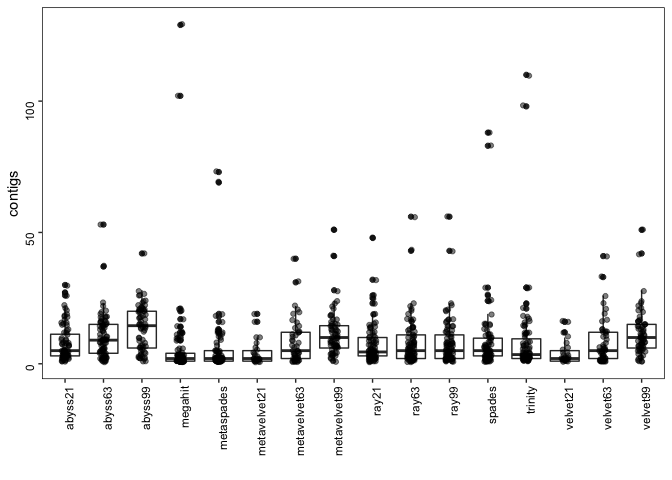 contigs
100
50
0
abyss21
abyss63
abyss99
megahit
metaspades
metavelvet21
metavelvet63
metavelvet99
ray21
ray63
ray99
spades
trinity
velvet21
velvet63
velvet99